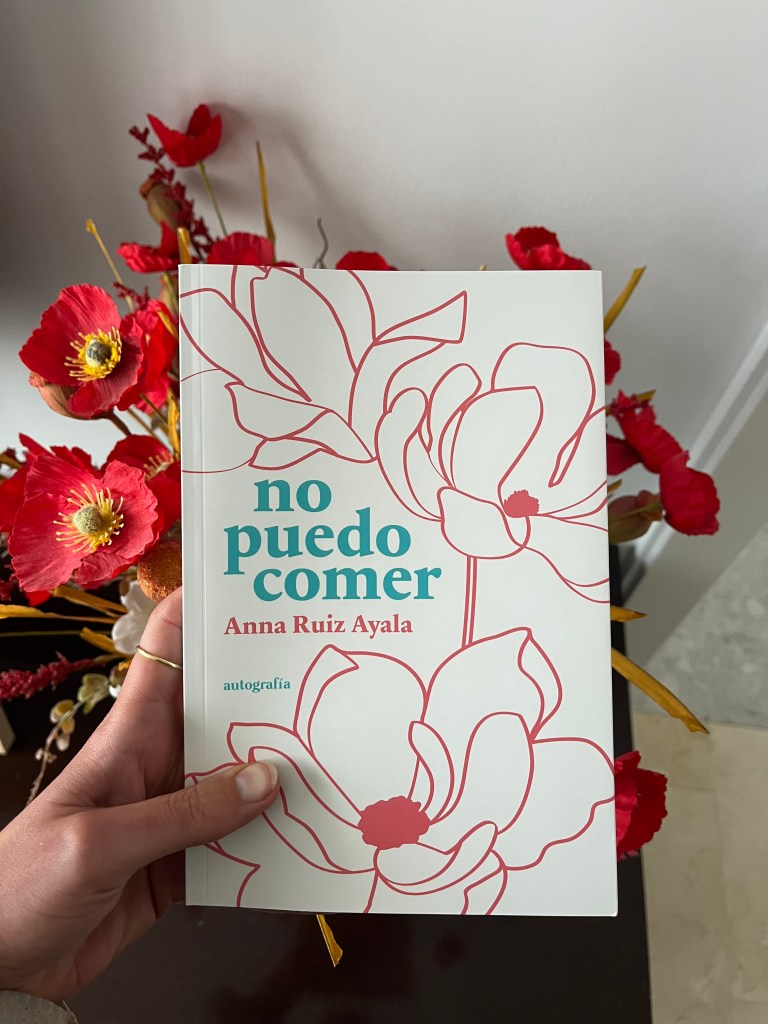 no
puedo
comer
Anna Ruiz Ayala
autografía